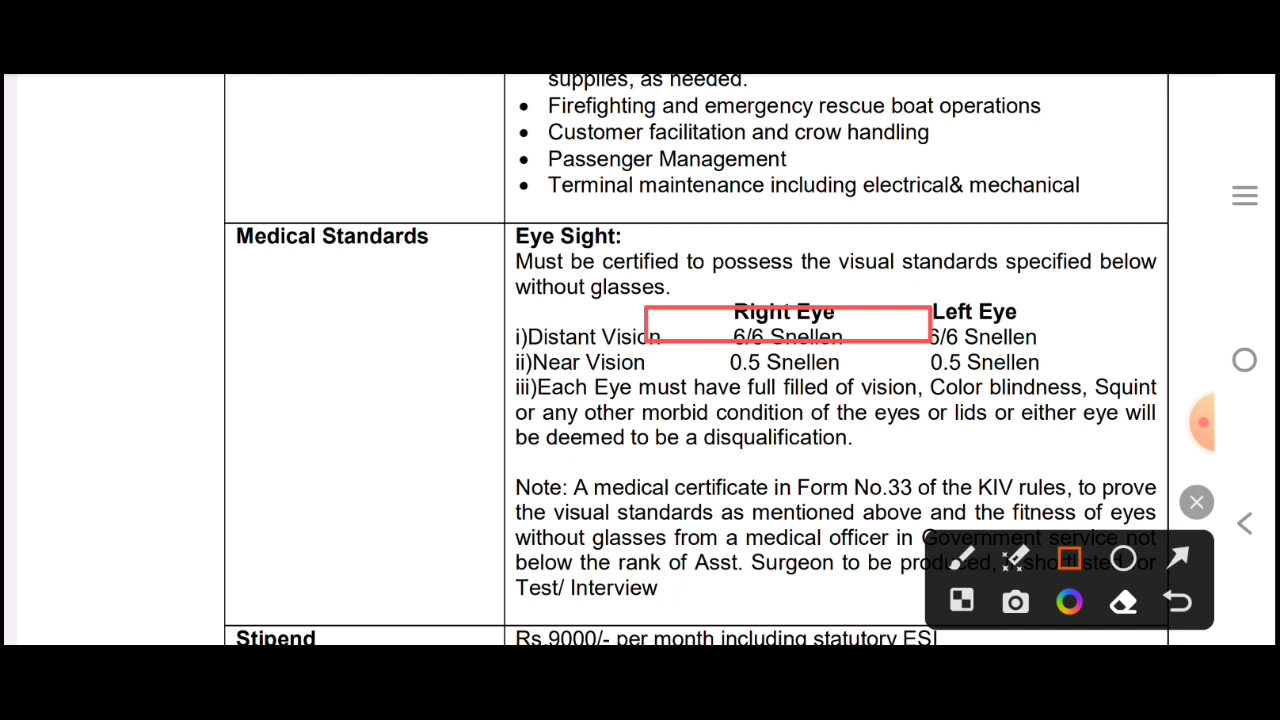 supplies, as needed.
• Firefighting and emergency rescue boat operations
• Customer facilitation and crow handling
• Passenger Management
• Terminal maintenance including electrical& mechanical
Medical Standards
Eye Sight:
Must be certified to possess the visual standards specified below
without glasses.
Right Eye Left Eye
i)Distant Vision 6/6 Snellen 6/6 Snellen
ii)Near Vision 0.5 Snellen 0.5 Snellen
iii)Each Eye must have full filled of vision, Color blindness, Squint
or any other morbid condition of the eyes or lids or either eye will
be deemed to be a disqualification.
Note: A medical certificate in Form No.33 of the KIV rules, to prove
the visual standards as mentioned above and the fitness of eyes
without glasses from a medical officer in Government service not
below the rank of Asst. Surgeon to be produced, if shortlisted for
Test/ Interview
Stipend Rs.9000/- per month including statutory ESI